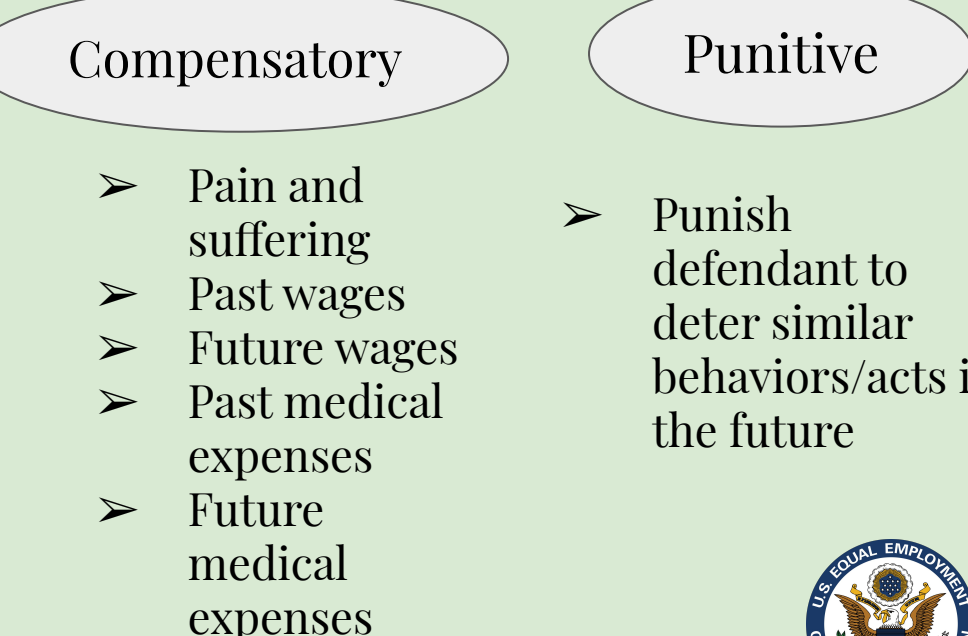 Compensatory
➢ Pain and
suffering
➢ Past wages
➢ Future wages
➢ Past medical
expenses
➢ Future
medical
expenses
Punitive
➢ Punish
defendant to
deter similar
behaviors/acts i
the future
U.S. EQUAL EMPLOYMENT